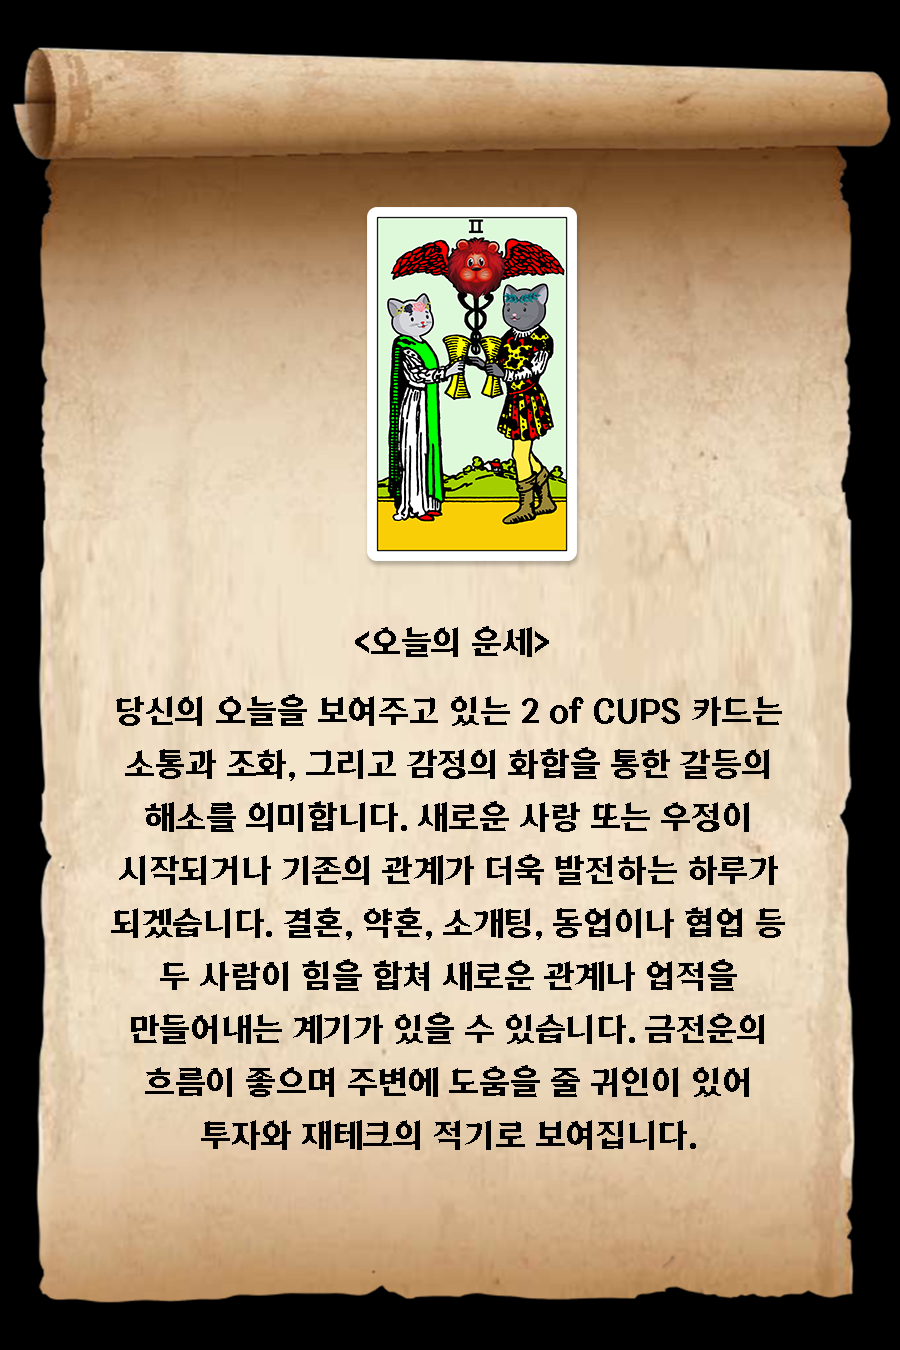 II
<오늘의 운세>
당신의 오늘을 보여주고 있는 2 of CUPS 카드는
소통과 조화, 그리고 감정의 화합을 통한 갈등의
해소를 의미합니다. 새로운 사랑 또는 우정이
시작되거나 기존의 관계가 더욱 발전하는 하루가
되겠습니다. 결혼, 약혼, 소개팅, 동업이나 협업 등
두 사람이 힘을 합쳐 새로운 관계나 업적을
만들어내는 계기가 있을 수 있습니다. 금전운의
흐름이 좋으며 주변에 도움을 줄 귀인이 있어
투자와 재테크의 적기로 보여집니다.